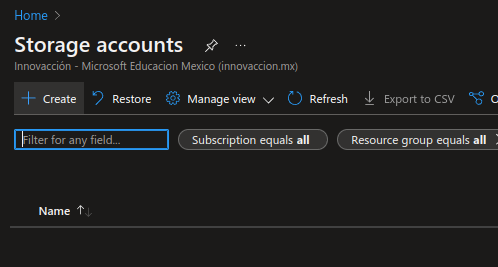 Home
Storage accounts
Innovacción - Microsoft Educacion Mexico (innovaccion.mx)
Create Restore Manage view Refresh Export to CSV
Filter for any field... Subscription equals all Resource group equals all
Name